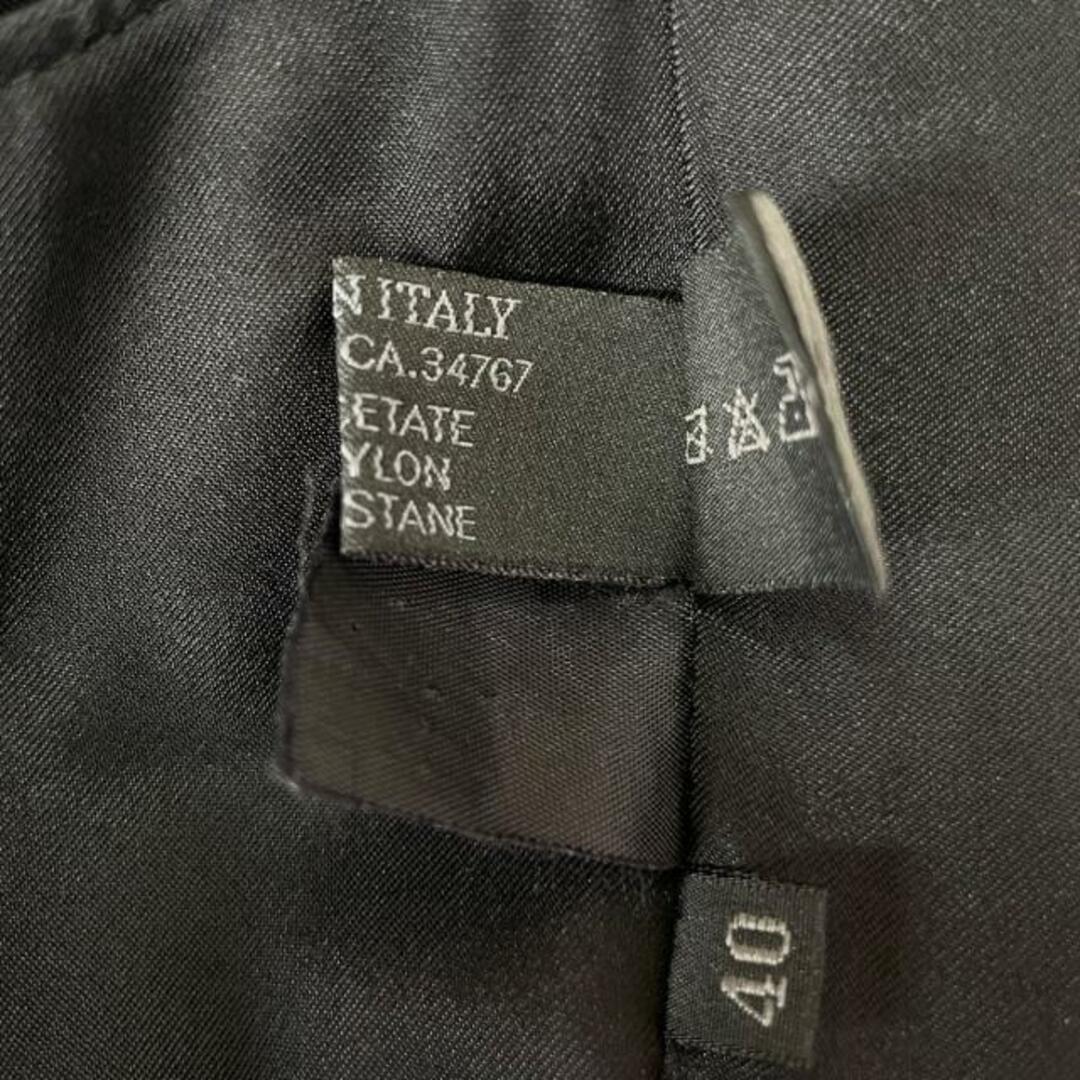 N ITALY
CA.34767
ETATE
YLON
STANE
40